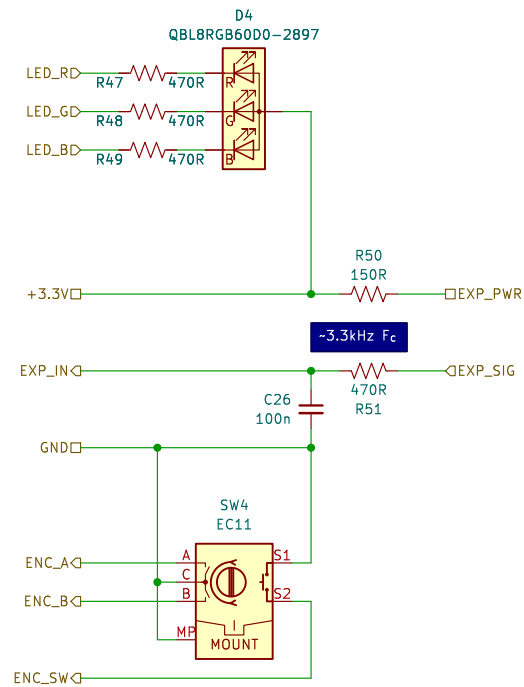 D4
QBL8RGB60D0-2897
LED_R
R47 470R
R
LED_G
R48 470R
G
LED_B
R49 470R
B
R50
150R
+3.3V
EXP_PWR
~3.3kHz Fc
EXP_IN
EXP_SIG
470R
R51
C26
100n
GND
SW4
EC11
ENC_A
A
S1
C
ENC_B
B
S2
MP
MOUNT
ENC_SW